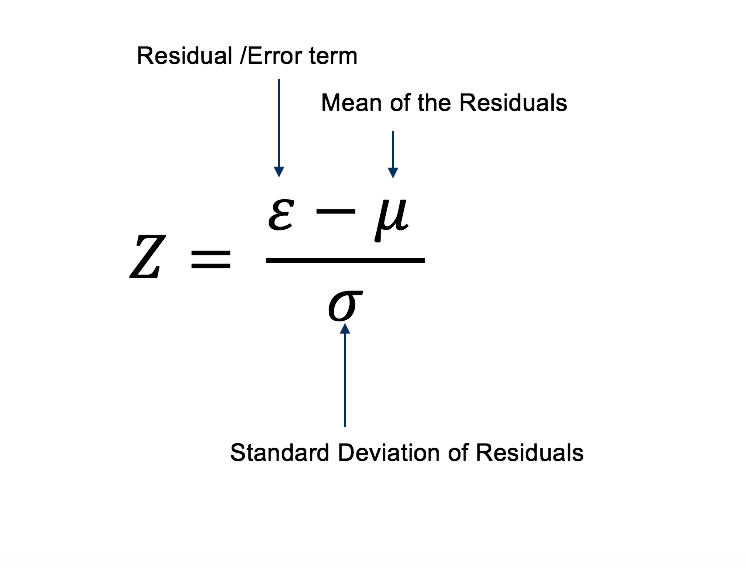 Residual /Error term
Mean of the Residuals
Z = (ε − μ) / σ
Standard Deviation of Residuals